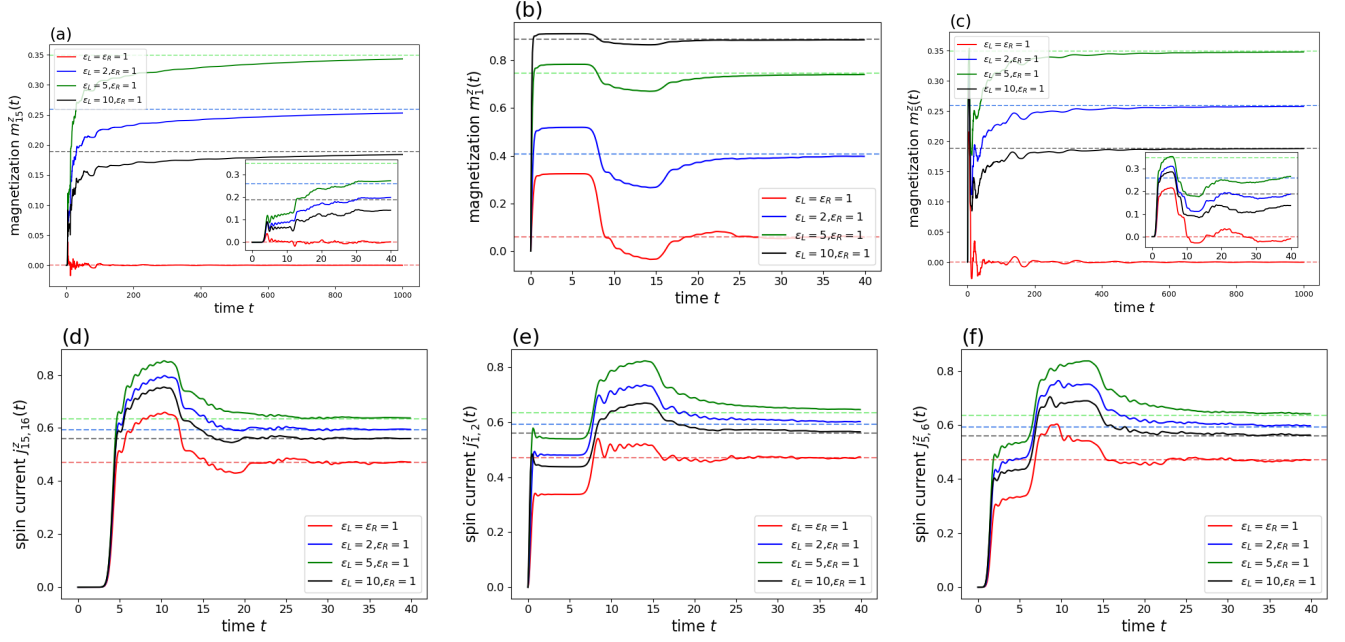 (a)
magnetization m^z_15(t)
0.35
0.30
0.25
0.20
0.15
0.10
0.05
0.00
ε_L = ε_R = 1
ε_L = 2,ε_R = 1
ε_L = 5,ε_R = 1
ε_L = 10,ε_R = 1
0.3
0.2
0.1
0.0
0 10 20 30 40
0 200 400 600 800 1000
time t
(b)
magnetization m^z_1(t)
0.8
0.6
0.4
0.2
0.0
ε_L = ε_R = 1
ε_L = 2,ε_R = 1
ε_L = 5,ε_R = 1
ε_L = 10,ε_R = 1
0 5 10 15 20 25 30 35 40
time t
(c)
magnetization m^z_5(t)
0.35
0.30
0.25
0.20
0.15
0.10
0.05
0.00
ε_L = ε_R = 1
ε_L = 2,ε_R = 1
ε_L = 5,ε_R = 1
ε_L = 10,ε_R = 1
0.3
0.2
0.1
0.0
0 10 20 30 40
0 200 400 600 800 1000
time t
(d)
spin current j^z_15,16(t)
0.8
0.6
0.4
0.2
0.0
ε_L = ε_R = 1
ε_L = 2,ε_R = 1
ε_L = 5,ε_R = 1
ε_L = 10,ε_R = 1
0 5 10 15 20 25 30 35 40
time t
(e)
spin current j^z_1,2(t)
0.8
0.6
0.4
0.2
0.0
ε_L = ε_R = 1
ε_L = 2,ε_R = 1
ε_L = 5,ε_R = 1
ε_L = 10,ε_R = 1
0 5 10 15 20 25 30 35 40
time t
(f)
spin current j^z_5,6(t)
0.8
0.6
0.4
0.2
0.0
ε_L = ε_R = 1
ε_L = 2,ε_R = 1
ε_L = 5,ε_R = 1
ε_L = 10,ε_R = 1
0 5 10 15 20 25 30 35 40
time t